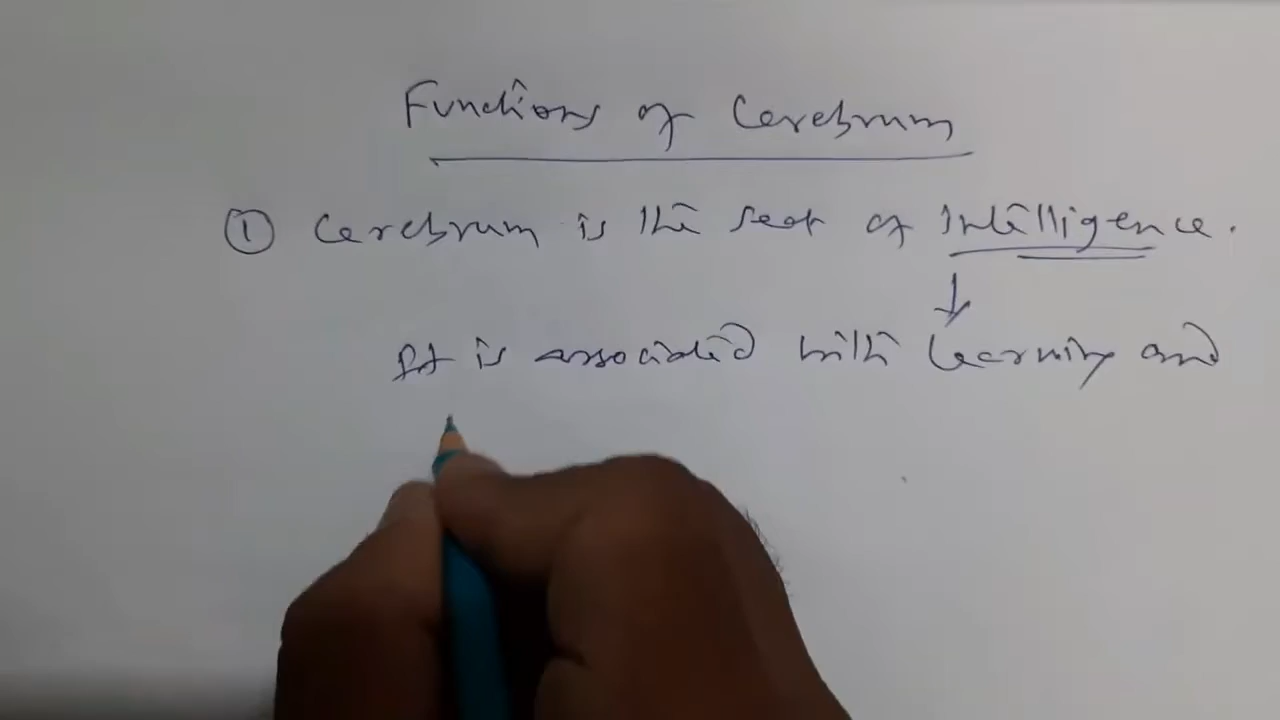 Functions of Cerebrum
① Cerebrum is the seat of intelligence.
↓
It is associated with learning and